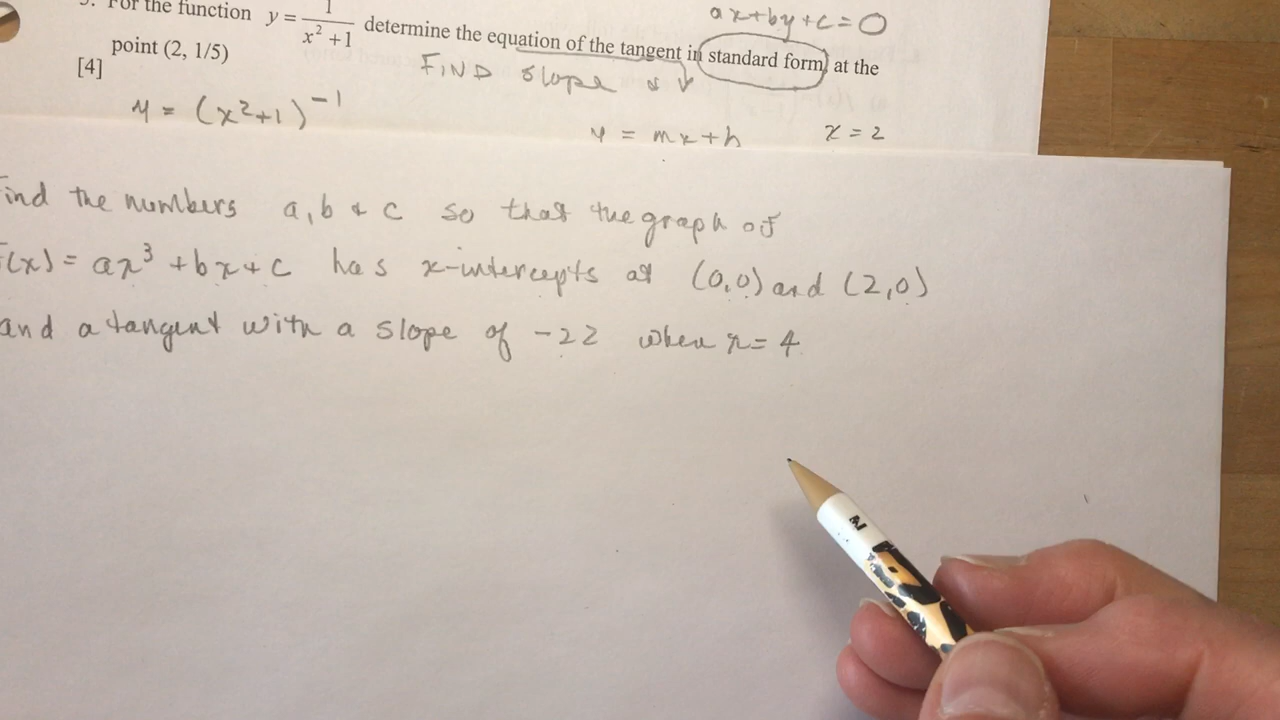 For the function y = 1/(x² + 1) determine the equation of the tangent in standard form at the
ax+by+c=0
point (2, 1/5)
[4]
FIND slope &
y = (x²+1)⁻¹
y = mx+b
x = 2
Find the numbers a, b & c so that the graph of
f(x) = ax³ + bx + c has x-intercepts at (0,0) and (2,0)
and a tangent with a slope of -22 when x = 4